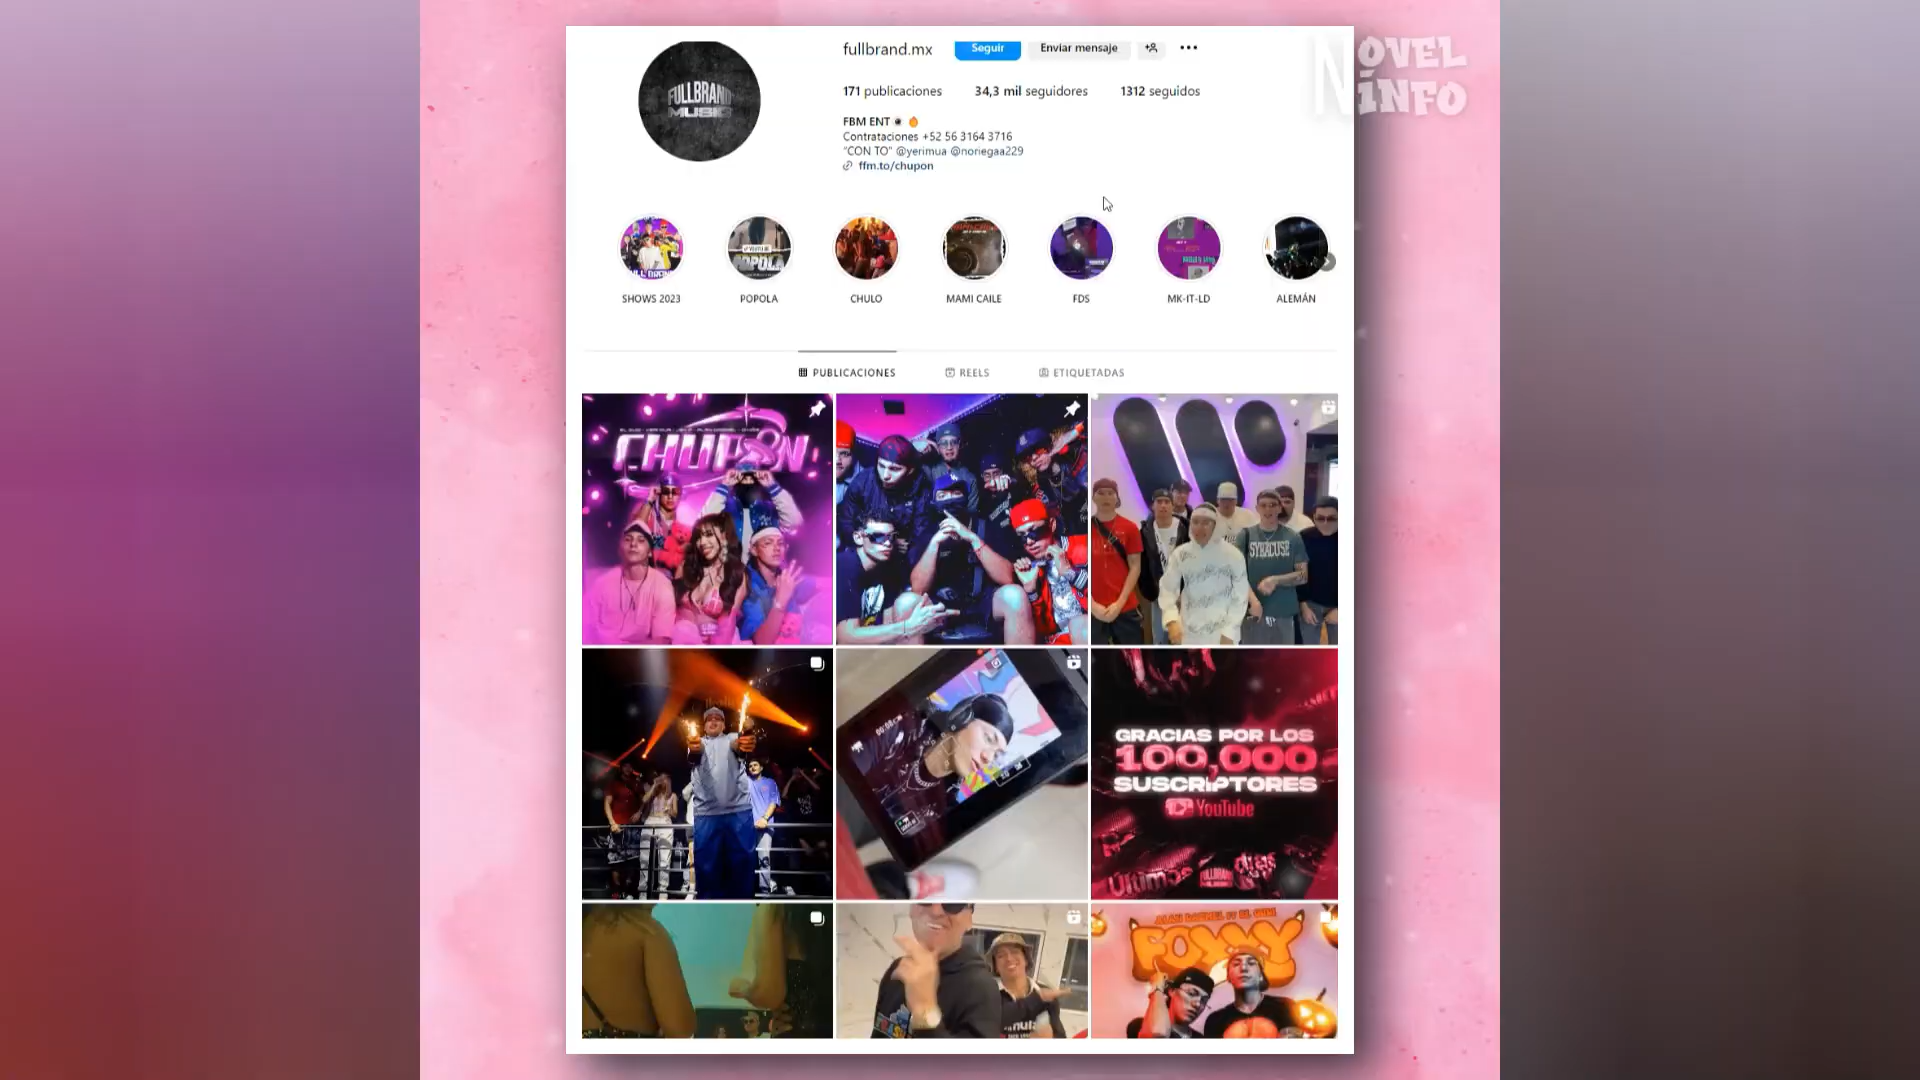 fullbrand.mx
Seguir
Enviar mensaje
NOVEL
INFO
FULLBRAND
MUSIC
171 publicaciones
34,3 mil seguidores
1312 seguidos
FBM ENT
Contrataciones +52 56 3164 3716
"CON TO" @yerimua @noriegaa229
ffm.to/chupon
POPOLA
SHOWS 2023
POPOLA
CHULO
MAMI CAILE
FDS
MK-IT-LD
ALEMÁN
PUBLICACIONES
REELS
ETIQUETADAS
CHUPON
SYRACUSE
GRACIAS POR LOS
100,000
SUSCRIPTORES
YouTube
FOXXY